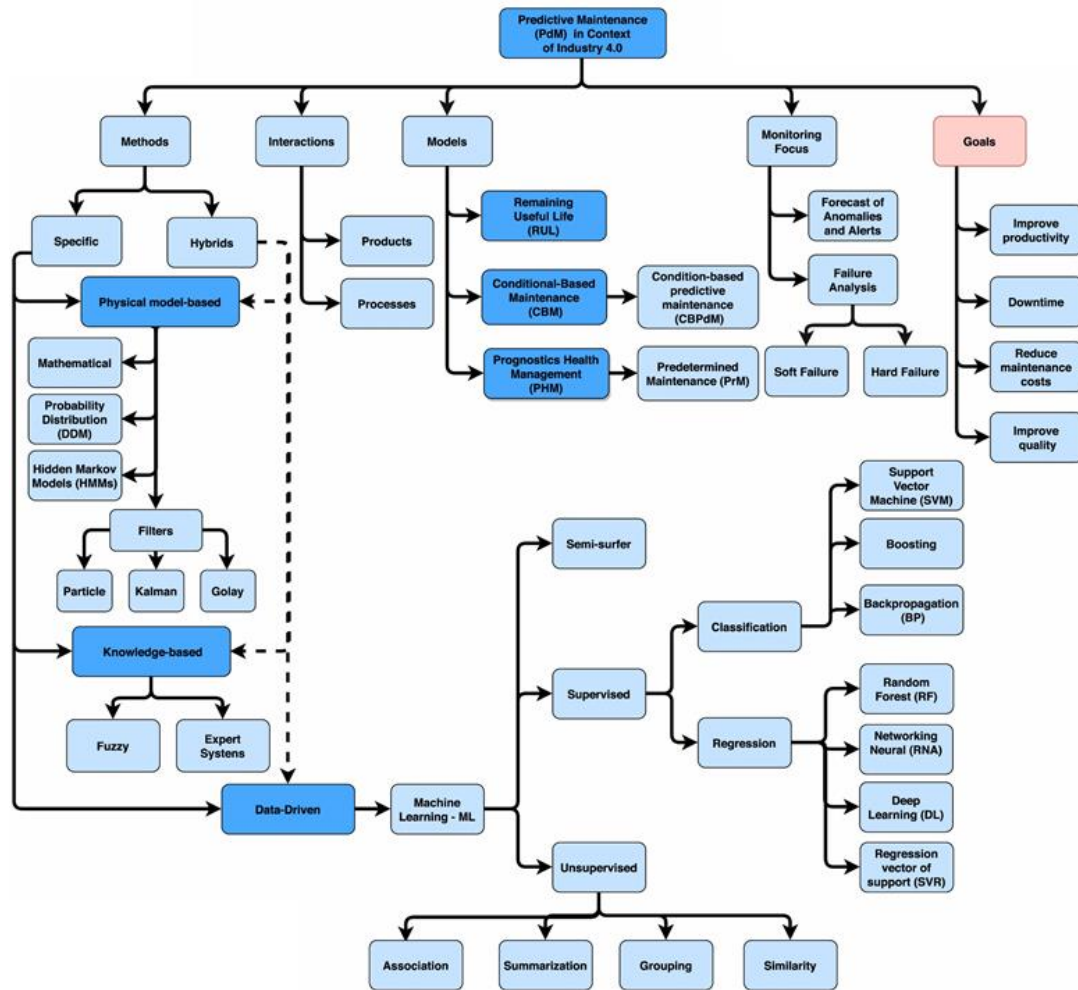 Predictive Maintenance
(PdM) in Context
of Industry 4.0
Methods
Interactions
Models
Monitoring
Focus
Goals
Specific
Hybrids
Products
Processes
Remaining
Useful Life
(RUL)
Conditional-Based
Maintenance
(CBM)
Condition-based
predictive
maintenance
(CBPdM)
Prognostics Health
Management
(PHM)
Predetermined
Maintenance (PrM)
Forecast of
Anomalies
and Alerts
Failure
Analysis
Soft Failure
Hard Failure
Improve
productivity
Downtime
Reduce
maintenance
costs
Improve
quality
Physical model-based
Mathematical
Probability
Distribution
(DDM)
Hidden Markov
Models (HMMs)
Filters
Particle
Kalman
Golay
Knowledge-based
Fuzzy
Expert
Systens
Data-Driven
Machine
Learning - ML
Semi-surfer
Supervised
Unsupervised
Classification
Regression
Support
Vector
Machine (SVM)
Boosting
Backpropagation
(BP)
Random
Forest (RF)
Networking
Neural (RNA)
Deep
Learning (DL)
Regression
vector of
support (SVR)
Association
Summarization
Grouping
Similarity